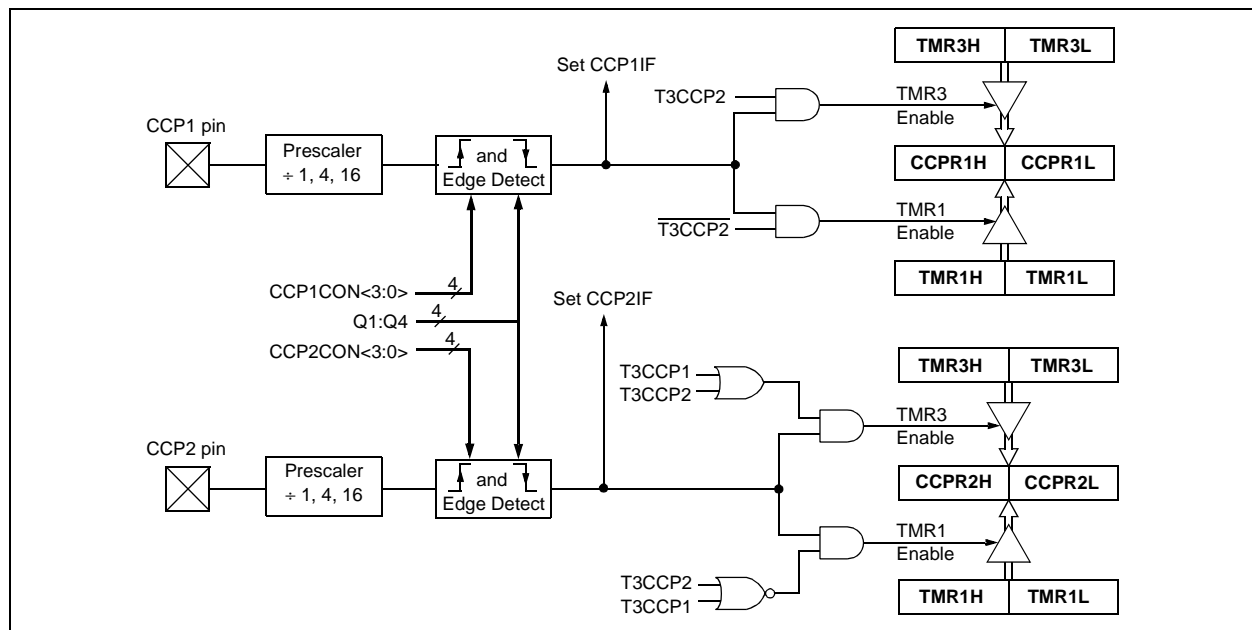 TMR3H TMR3L
Set CCP1IF
T3CCP2
TMR3
Enable
CCP1 pin
Prescaler
÷ 1, 4, 16
and
Edge Detect
CCPR1H CCPR1L
T3CCP2
TMR1
Enable
TMR1H TMR1L
CCP1CON<3:0> 4
Q1:Q4 4
CCP2CON<3:0> 4
Set CCP2IF
TMR3H TMR3L
T3CCP1
T3CCP2
TMR3
Enable
CCP2 pin
Prescaler
÷ 1, 4, 16
and
Edge Detect
CCPR2H CCPR2L
TMR1
Enable
T3CCP2
T3CCP1
TMR1H TMR1L